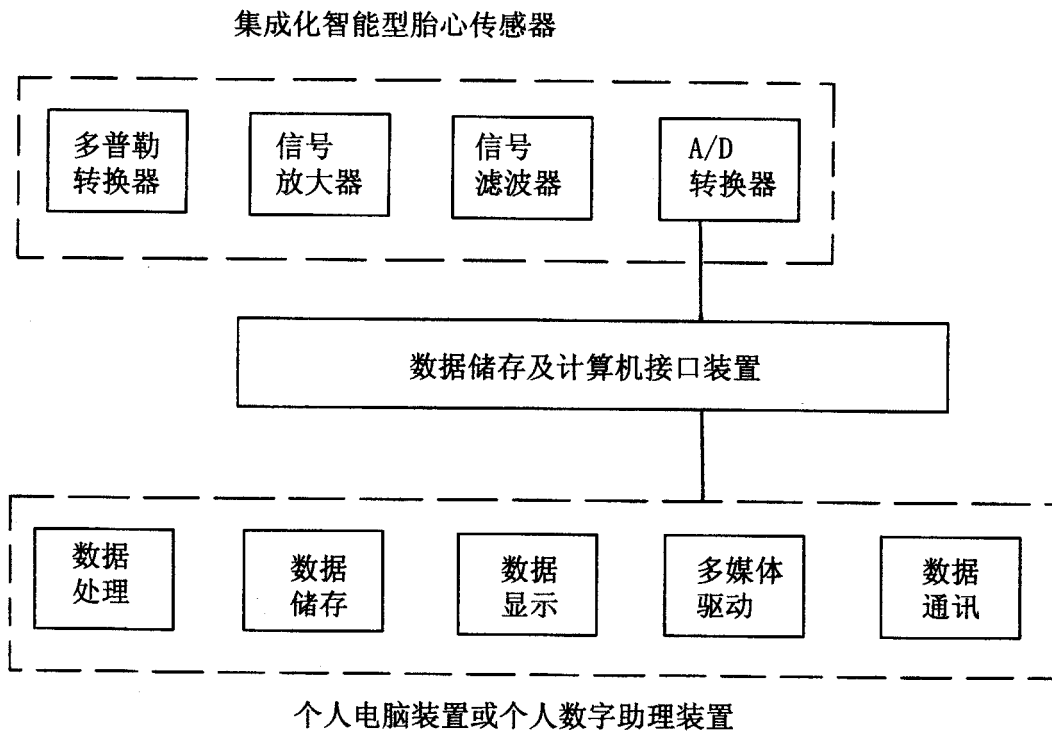 集成化智能型胎心传感器
多普勒
转换器
信号
放大器
信号
滤波器
A/D
转换器
数据储存及计算机接口装置
数据
处理
数据
储存
数据
显示
多媒体
驱动
数据
通讯
个人电脑装置或个人数字助理装置